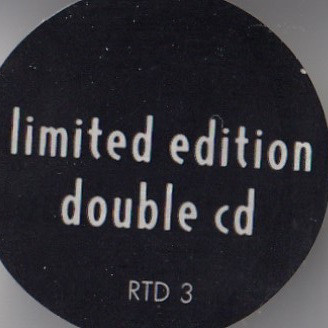 limited edition
double cd
RTD 3